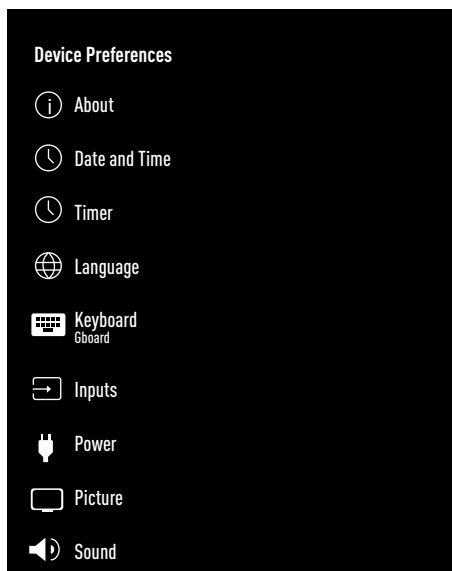 Device Preferences
About
Date and Time
Timer
Language
Keyboard
Gboard
Inputs
Power
Picture
Sound